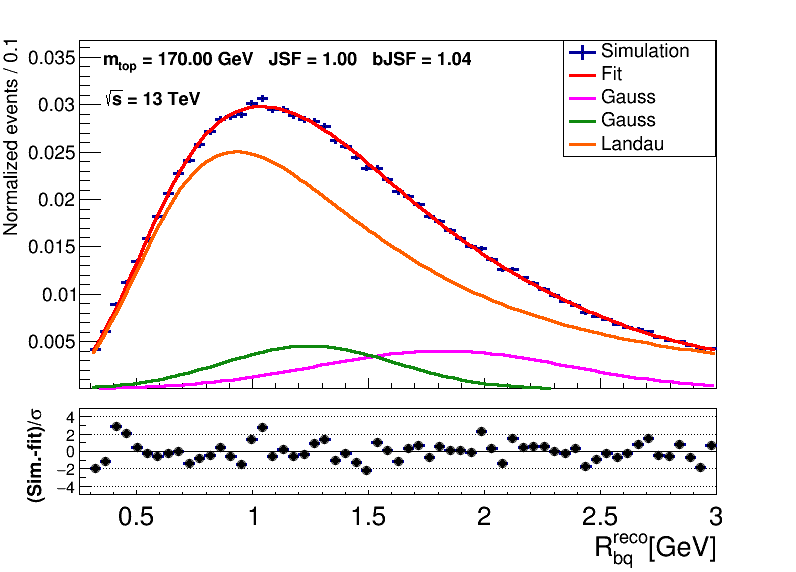 m_top = 170.00 GeV JSF = 1.00 bJSF = 1.04
√s = 13 TeV
Simulation
Fit
Gauss
Gauss
Landau
Normalized events / 0.1
0.035
0.03
0.025
0.02
0.015
0.01
0.005
(Sim.-fit)/σ
4
2
0
−2
−4
0.5 1 1.5 2 2.5 3
R_bq^reco[GeV]